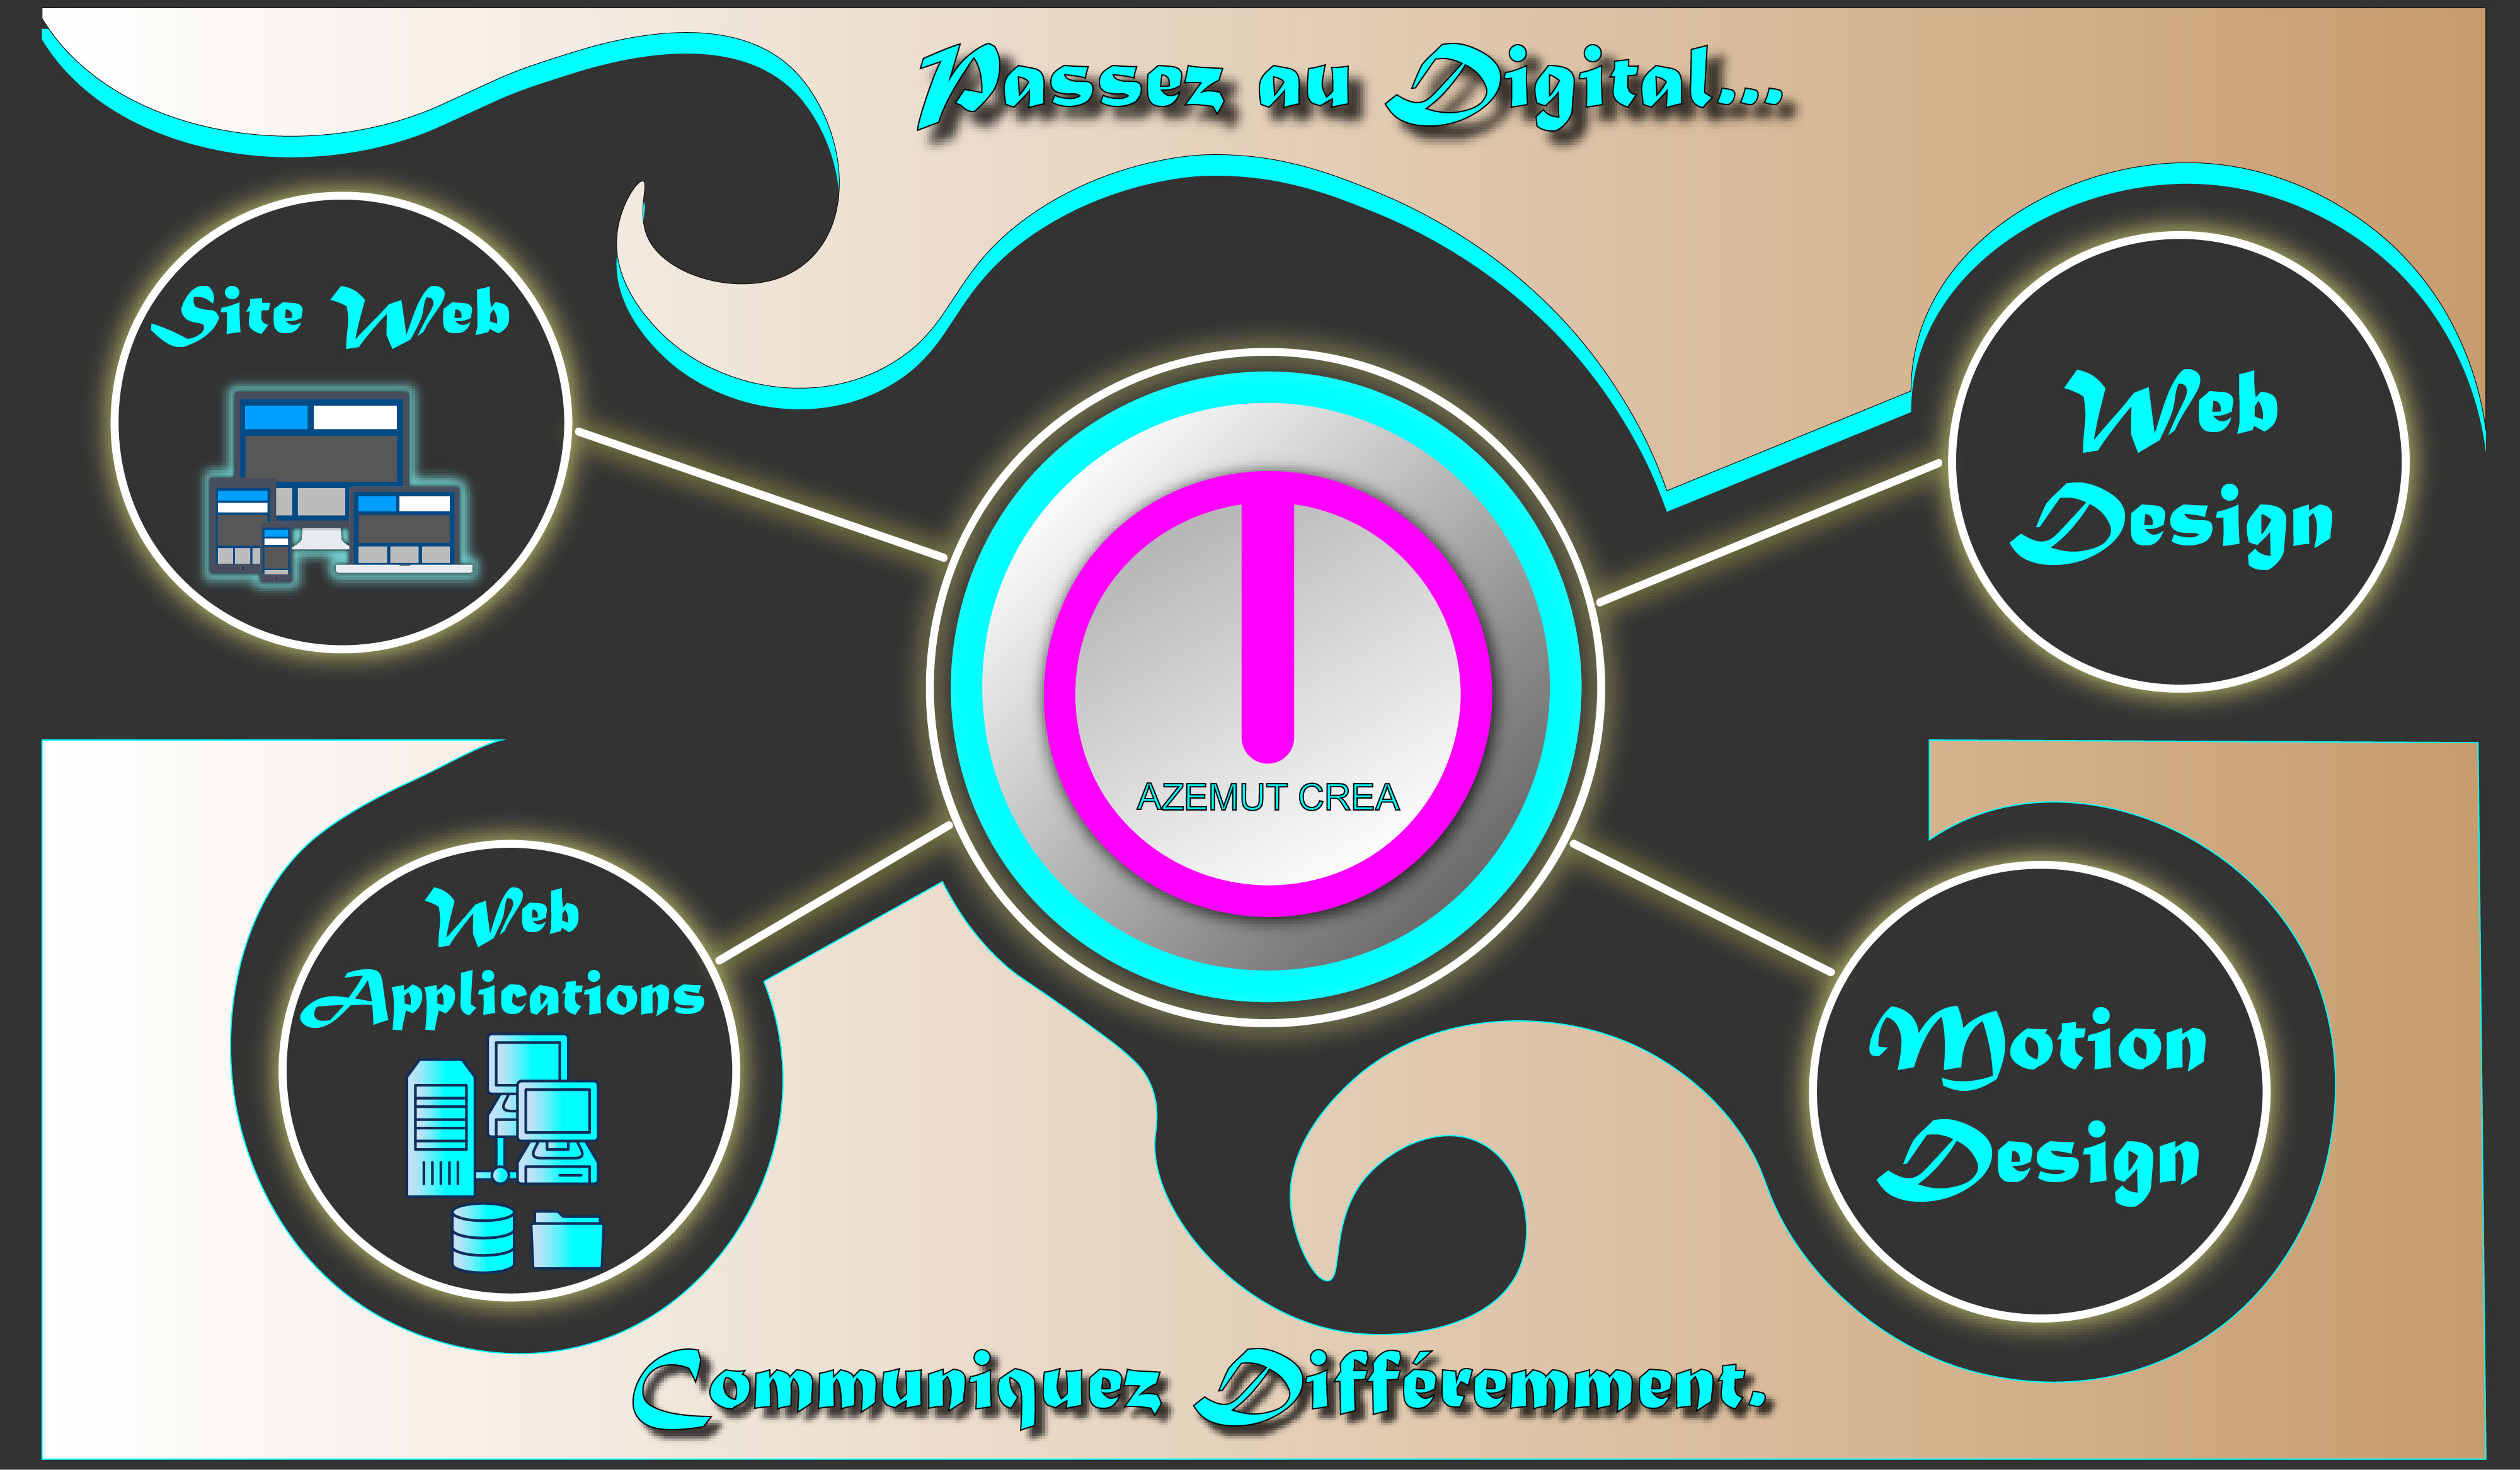 Passez au Digital...
Site Web
Web
Design
AZEMUT CREA
Web
Applications
Motion
Design
Communiquez Différemment.